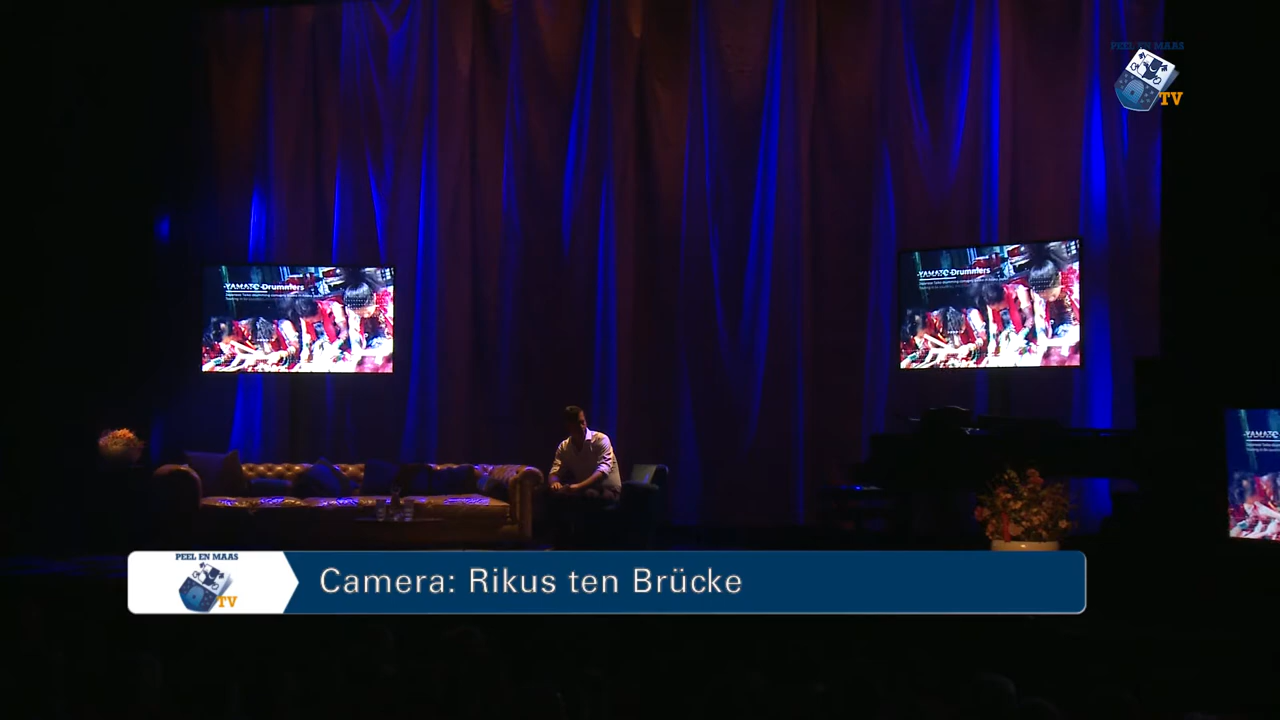 PEEL EN MAAS
TV
YAMATO Drummers
YAMATO Drummers
PEEL EN MAAS
TV
Camera: Rikus ten Brücke